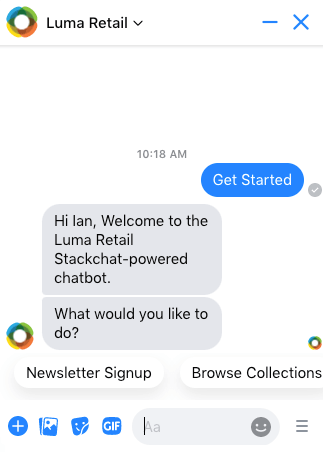 Luma Retail
10:18 AM
Get Started
Hi Ian, Welcome to the
Luma Retail
Stackchat-powered
chatbot.
What would you like to
do?
Newsletter Signup
Browse Collections
GIF
Aa